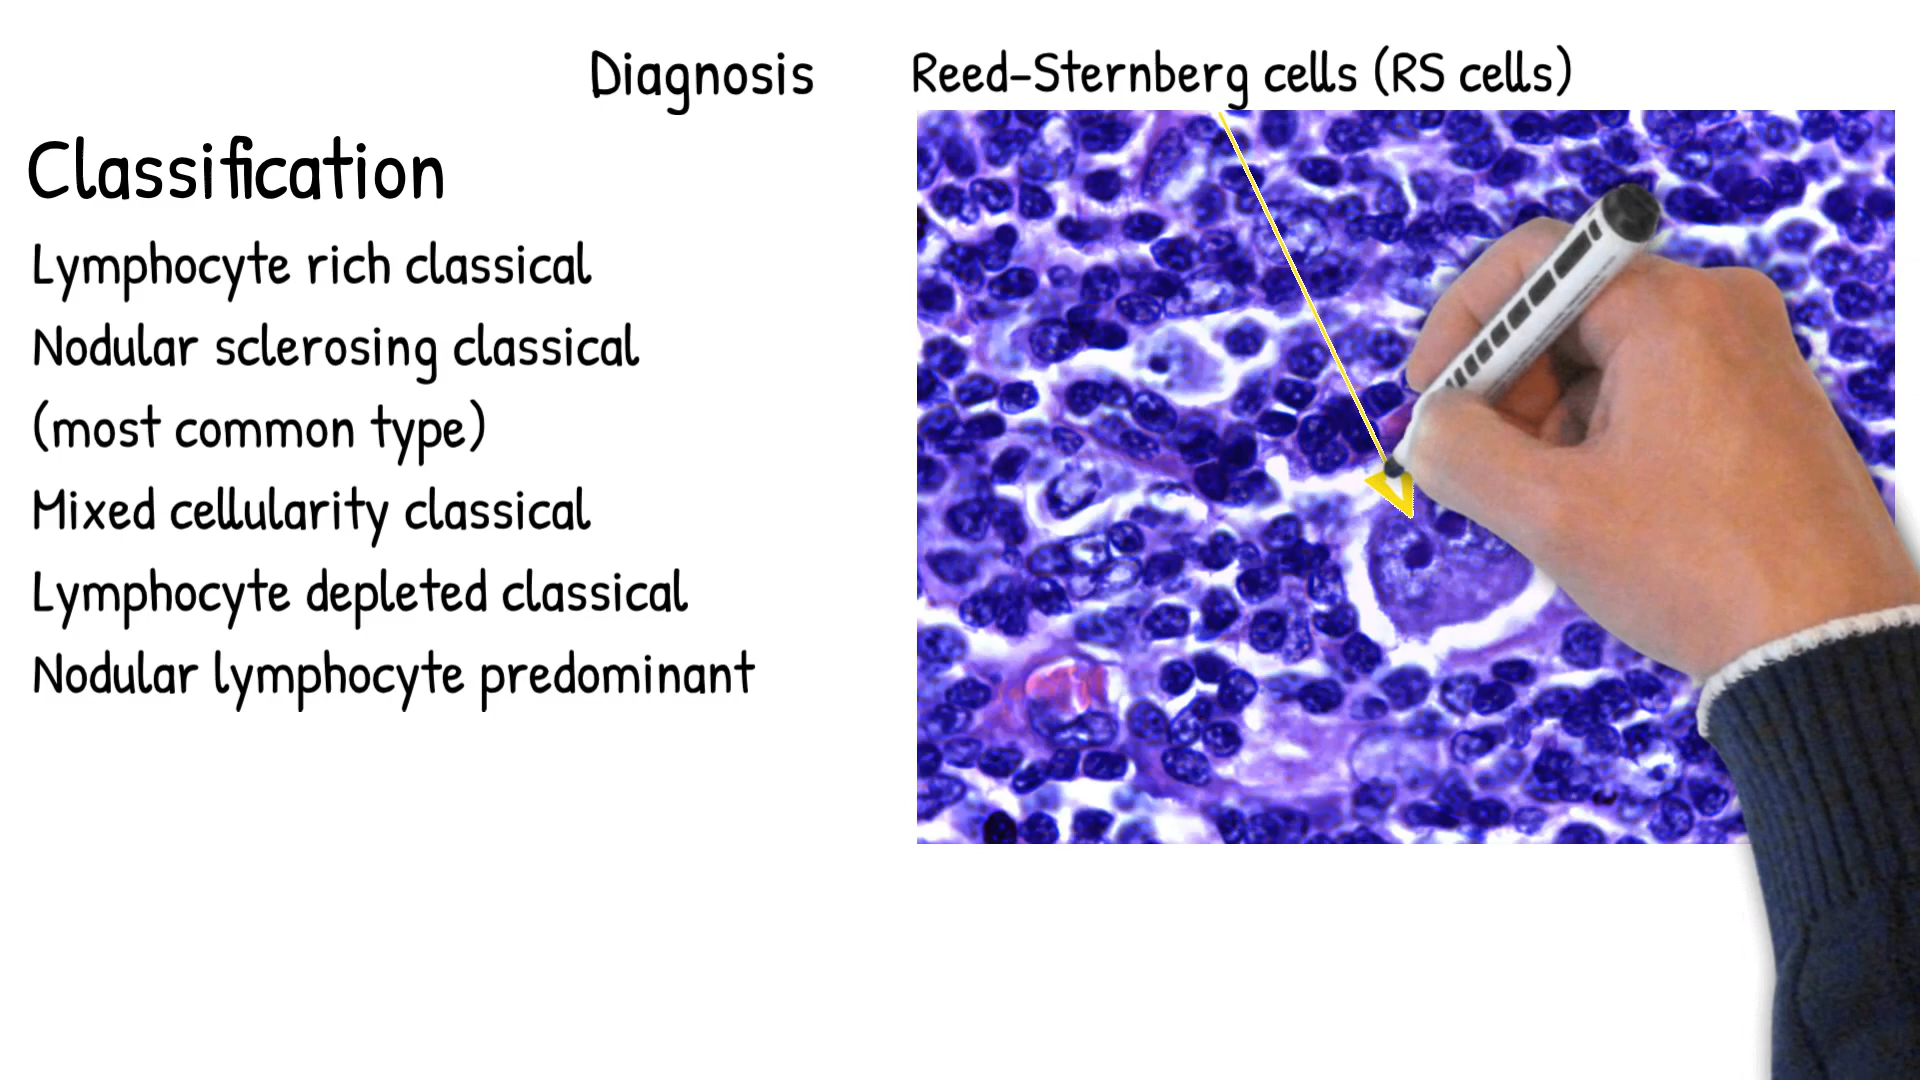 Diagnosis
Reed-Sternberg cells (RS cells)
Classification
Lymphocyte rich classical
Nodular sclerosing classical
(most common type)
Mixed cellularity classical
Lymphocyte depleted classical
Nodular lymphocyte predominant